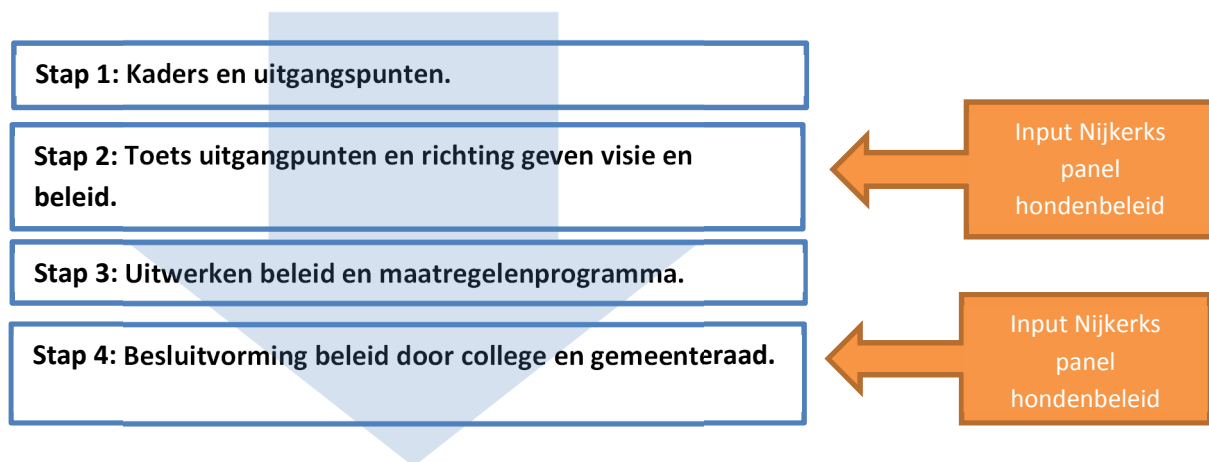 Stap 1: Kaders en uitgangspunten.
Stap 2: Toets uitgangpunten en richting geven visie en
beleid.
Input Nijkerks
panel
hondenbeleid
Stap 3: Uitwerken beleid en maatregelenprogramma.
Stap 4: Besluitvorming beleid door college en gemeenteraad.
Input Nijkerks
panel
hondenbeleid